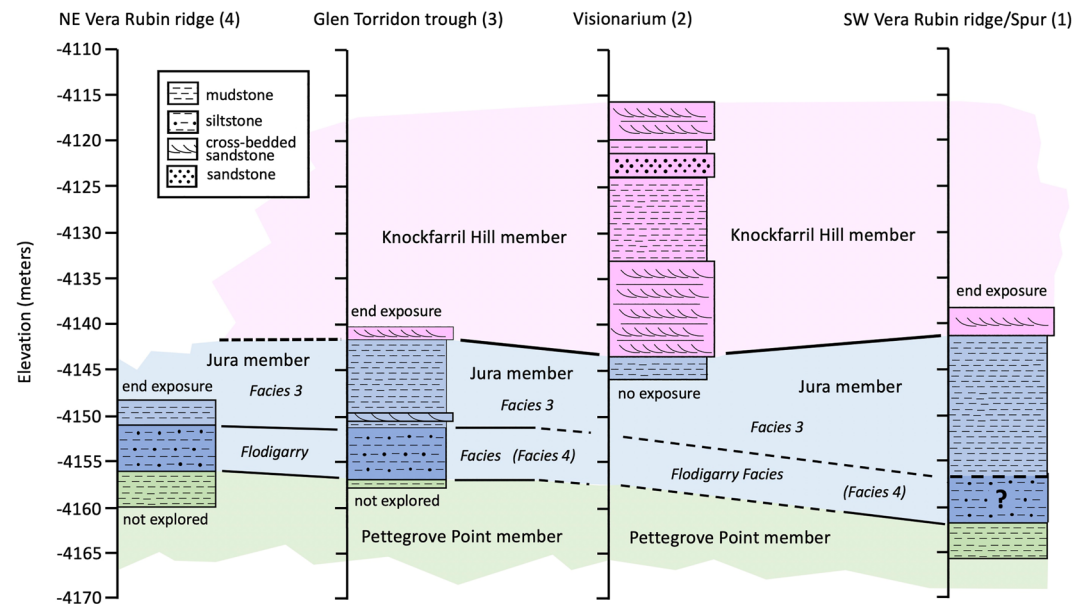 NE Vera Rubin ridge (4)
Glen Torridon trough (3)
Visionarium (2)
SW Vera Rubin ridge/Spur (1)
Elevation (meters)
-4110
-4115
-4120
-4125
-4130
-4135
-4140
-4145
-4150
-4155
-4160
-4165
-4170
mudstone
siltstone
cross-bedded
sandstone
sandstone
Knockfarril Hill member
Knockfarril Hill member
end exposure
end exposure
Jura member
Facies 3
end exposure
Jura member
Facies 3
no exposure
Jura member
Facies 3
Flodigarry
Facies (Facies 4)
Flodigarry Facies
(Facies 4)
?
not explored
not explored
Pettegrove Point member
Pettegrove Point member